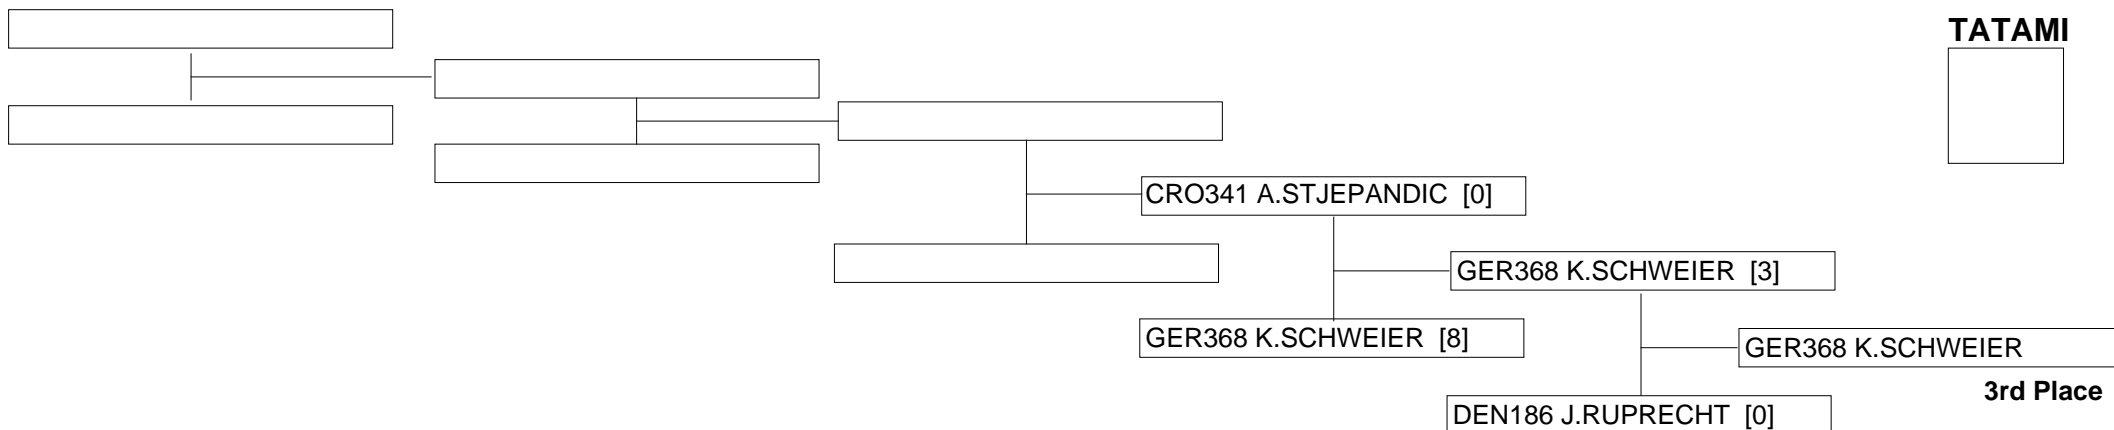 TATAMI
CRO341 A.STJEPANDIC [0]
GER368 K.SCHWEIER [3]
GER368 K.SCHWEIER [8]
GER368 K.SCHWEIER
3rd Place
DEN186 J.RUPRECHT [0]